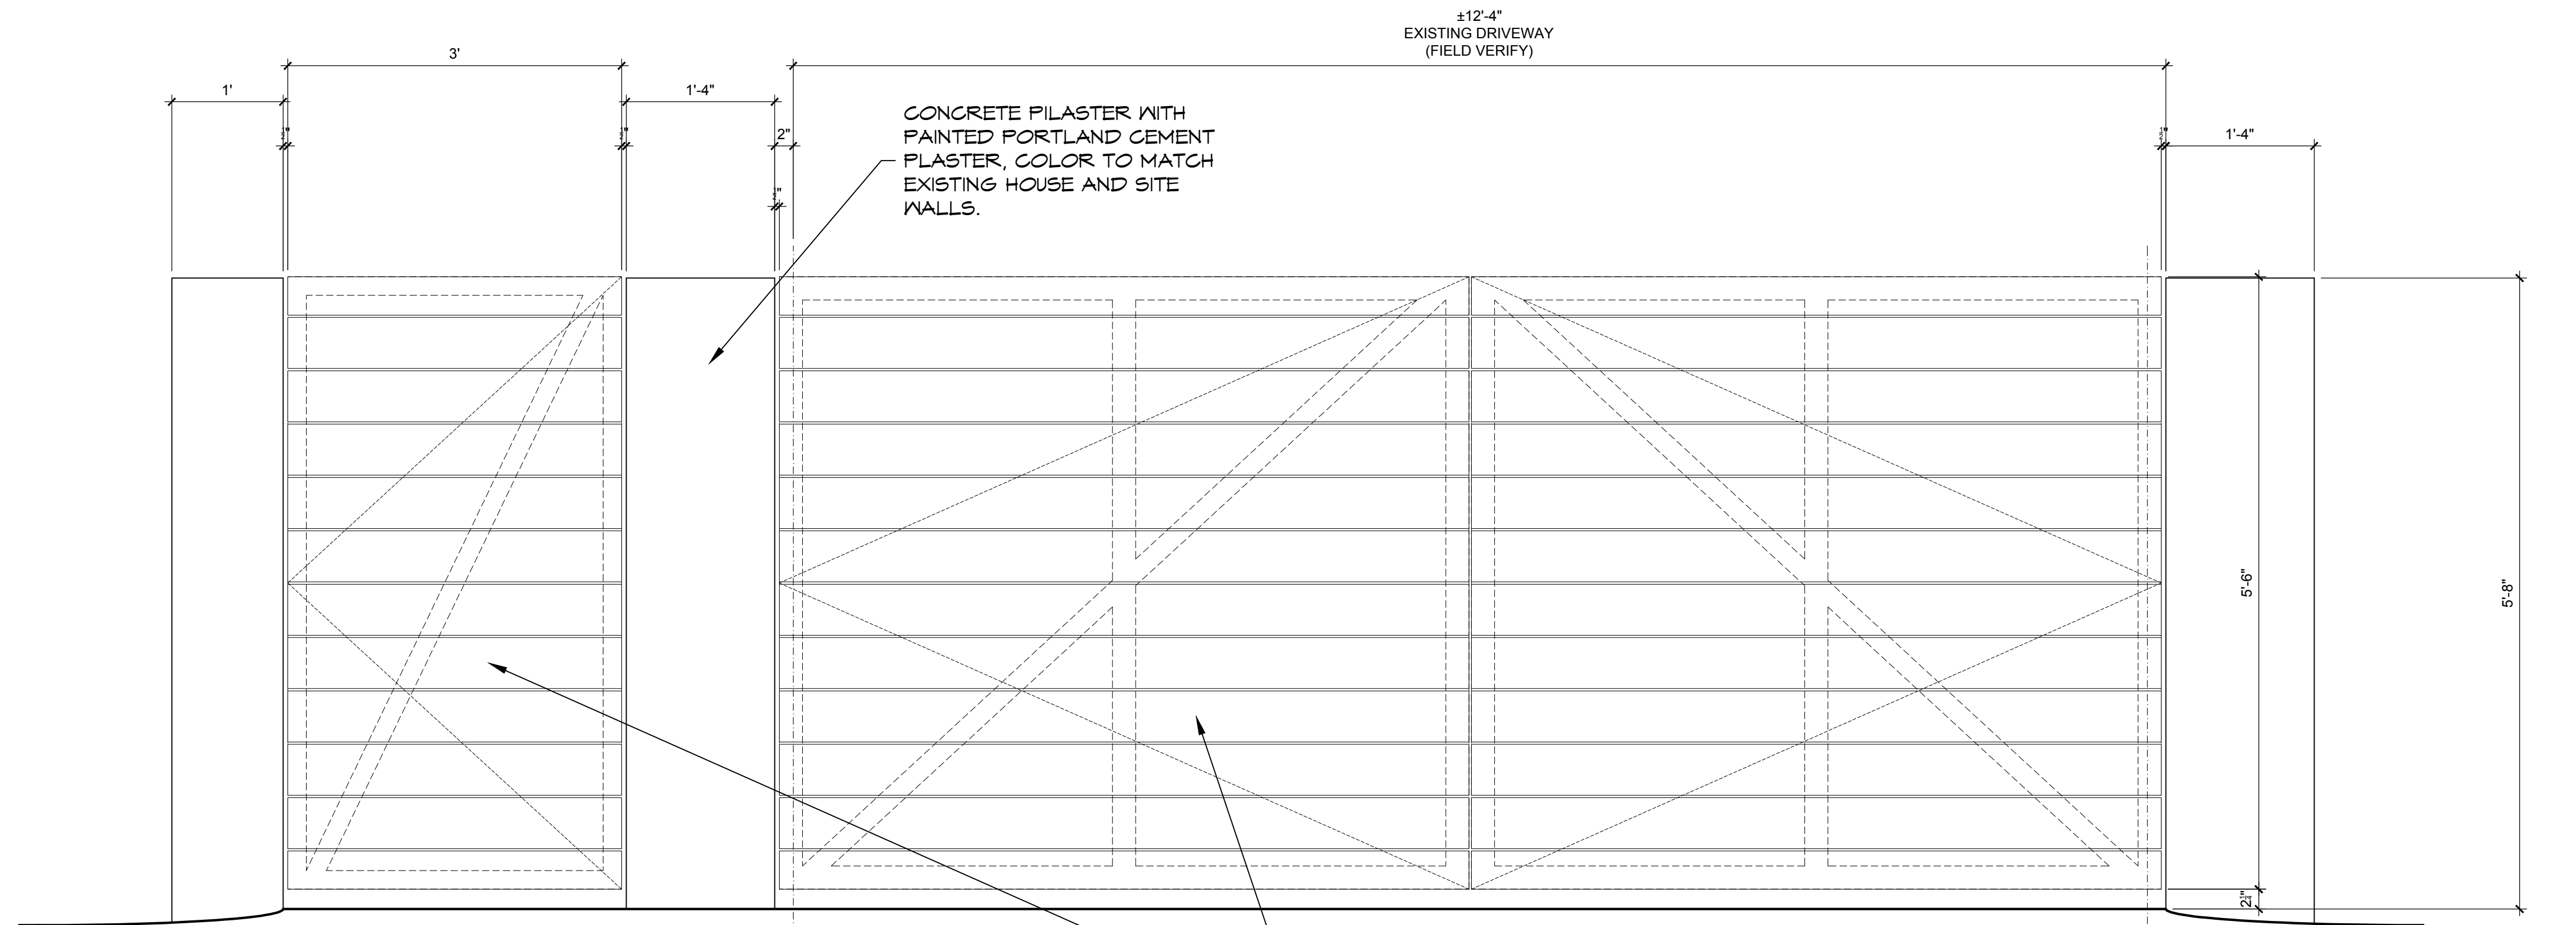 ±12'-4"
EXISTING DRIVEWAY
(FIELD VERIFY)
3'
1'
1'-4"
2"
1'-4"
CONCRETE PILASTER WITH
PAINTED PORTLAND CEMENT
PLASTER, COLOR TO MATCH
EXISTING HOUSE AND SITE
WALLS.
5'-6"
5'-8"